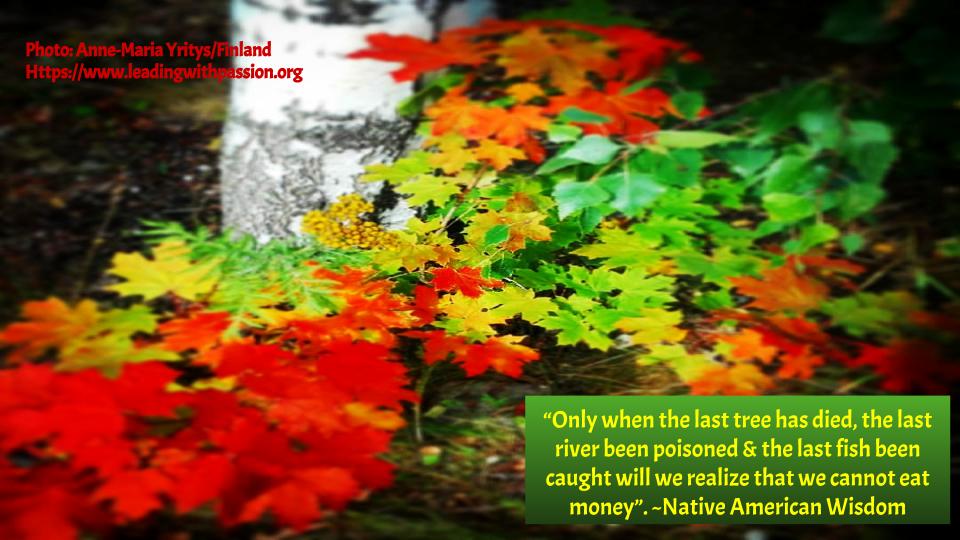 Photo: Anne-Maria Yritys/Finland
Https://www.leadingwithpassion.org
“Only when the last tree has died, the last
river been poisoned & the last fish been
caught will we realize that we cannot eat
money”. ~Native American Wisdom